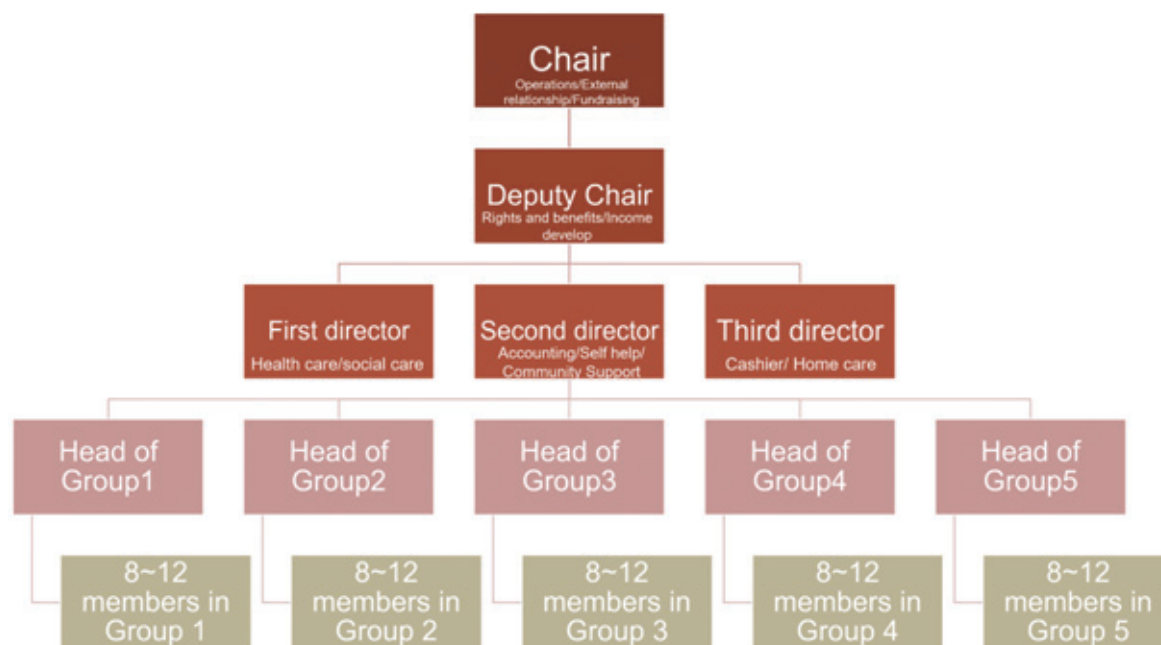 Chair
Operations/External
relationship/Fundraising
Deputy Chair
Rights and benefits/Income
develop
First director
Health care/social care
Second director
Accounting/Self help/
Community Support
Third director
Cashier/ Home care
Head of
Group1
Head of
Group2
Head of
Group3
Head of
Group4
Head of
Group5
8~12
members in
Group 1
8~12
members in
Group 2
8~12
members in
Group 3
8~12
members in
Group 4
8~12
members in
Group 5